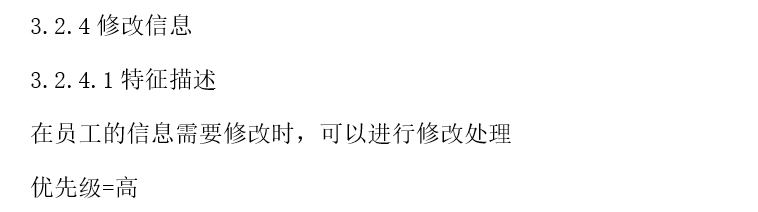 3.2.4 修改信息
3.2.4.1 特征描述
在员工的信息需要修改时，可以进行修改处理
优先级=高